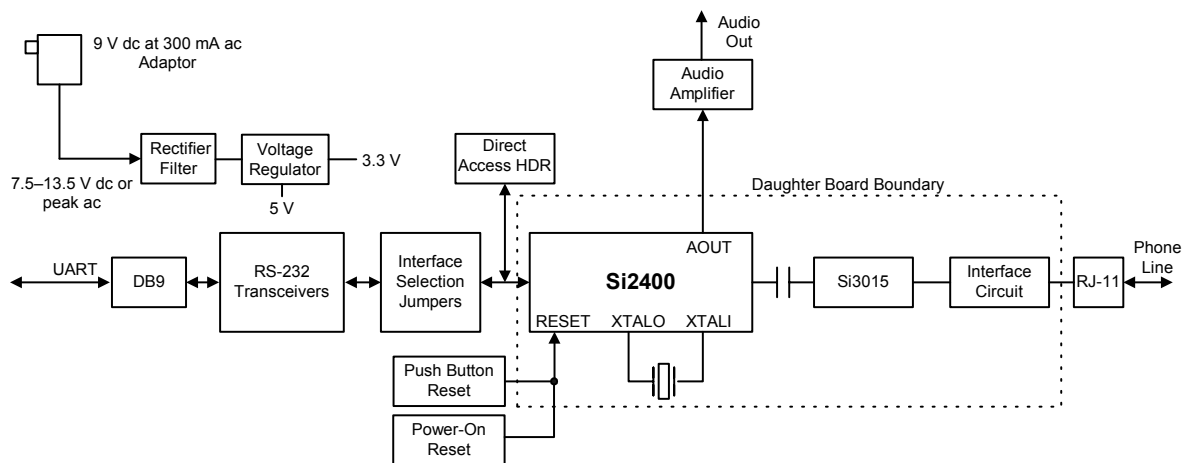 9 V dc at 300 mA ac
Adaptor
Audio
Out
Audio
Amplifier
Rectifier
Filter
Voltage
Regulator
3.3 V
Direct
Access HDR
7.5–13.5 V dc or
peak ac
5 V
Daughter Board Boundary
UART
DB9
RS-232
Transceivers
Interface
Selection
Jumpers
AOUT
Si2400
RESET
XTALO
XTALI
Si3015
Interface
Circuit
RJ-11
Phone
Line
Push Button
Reset
Power-On
Reset